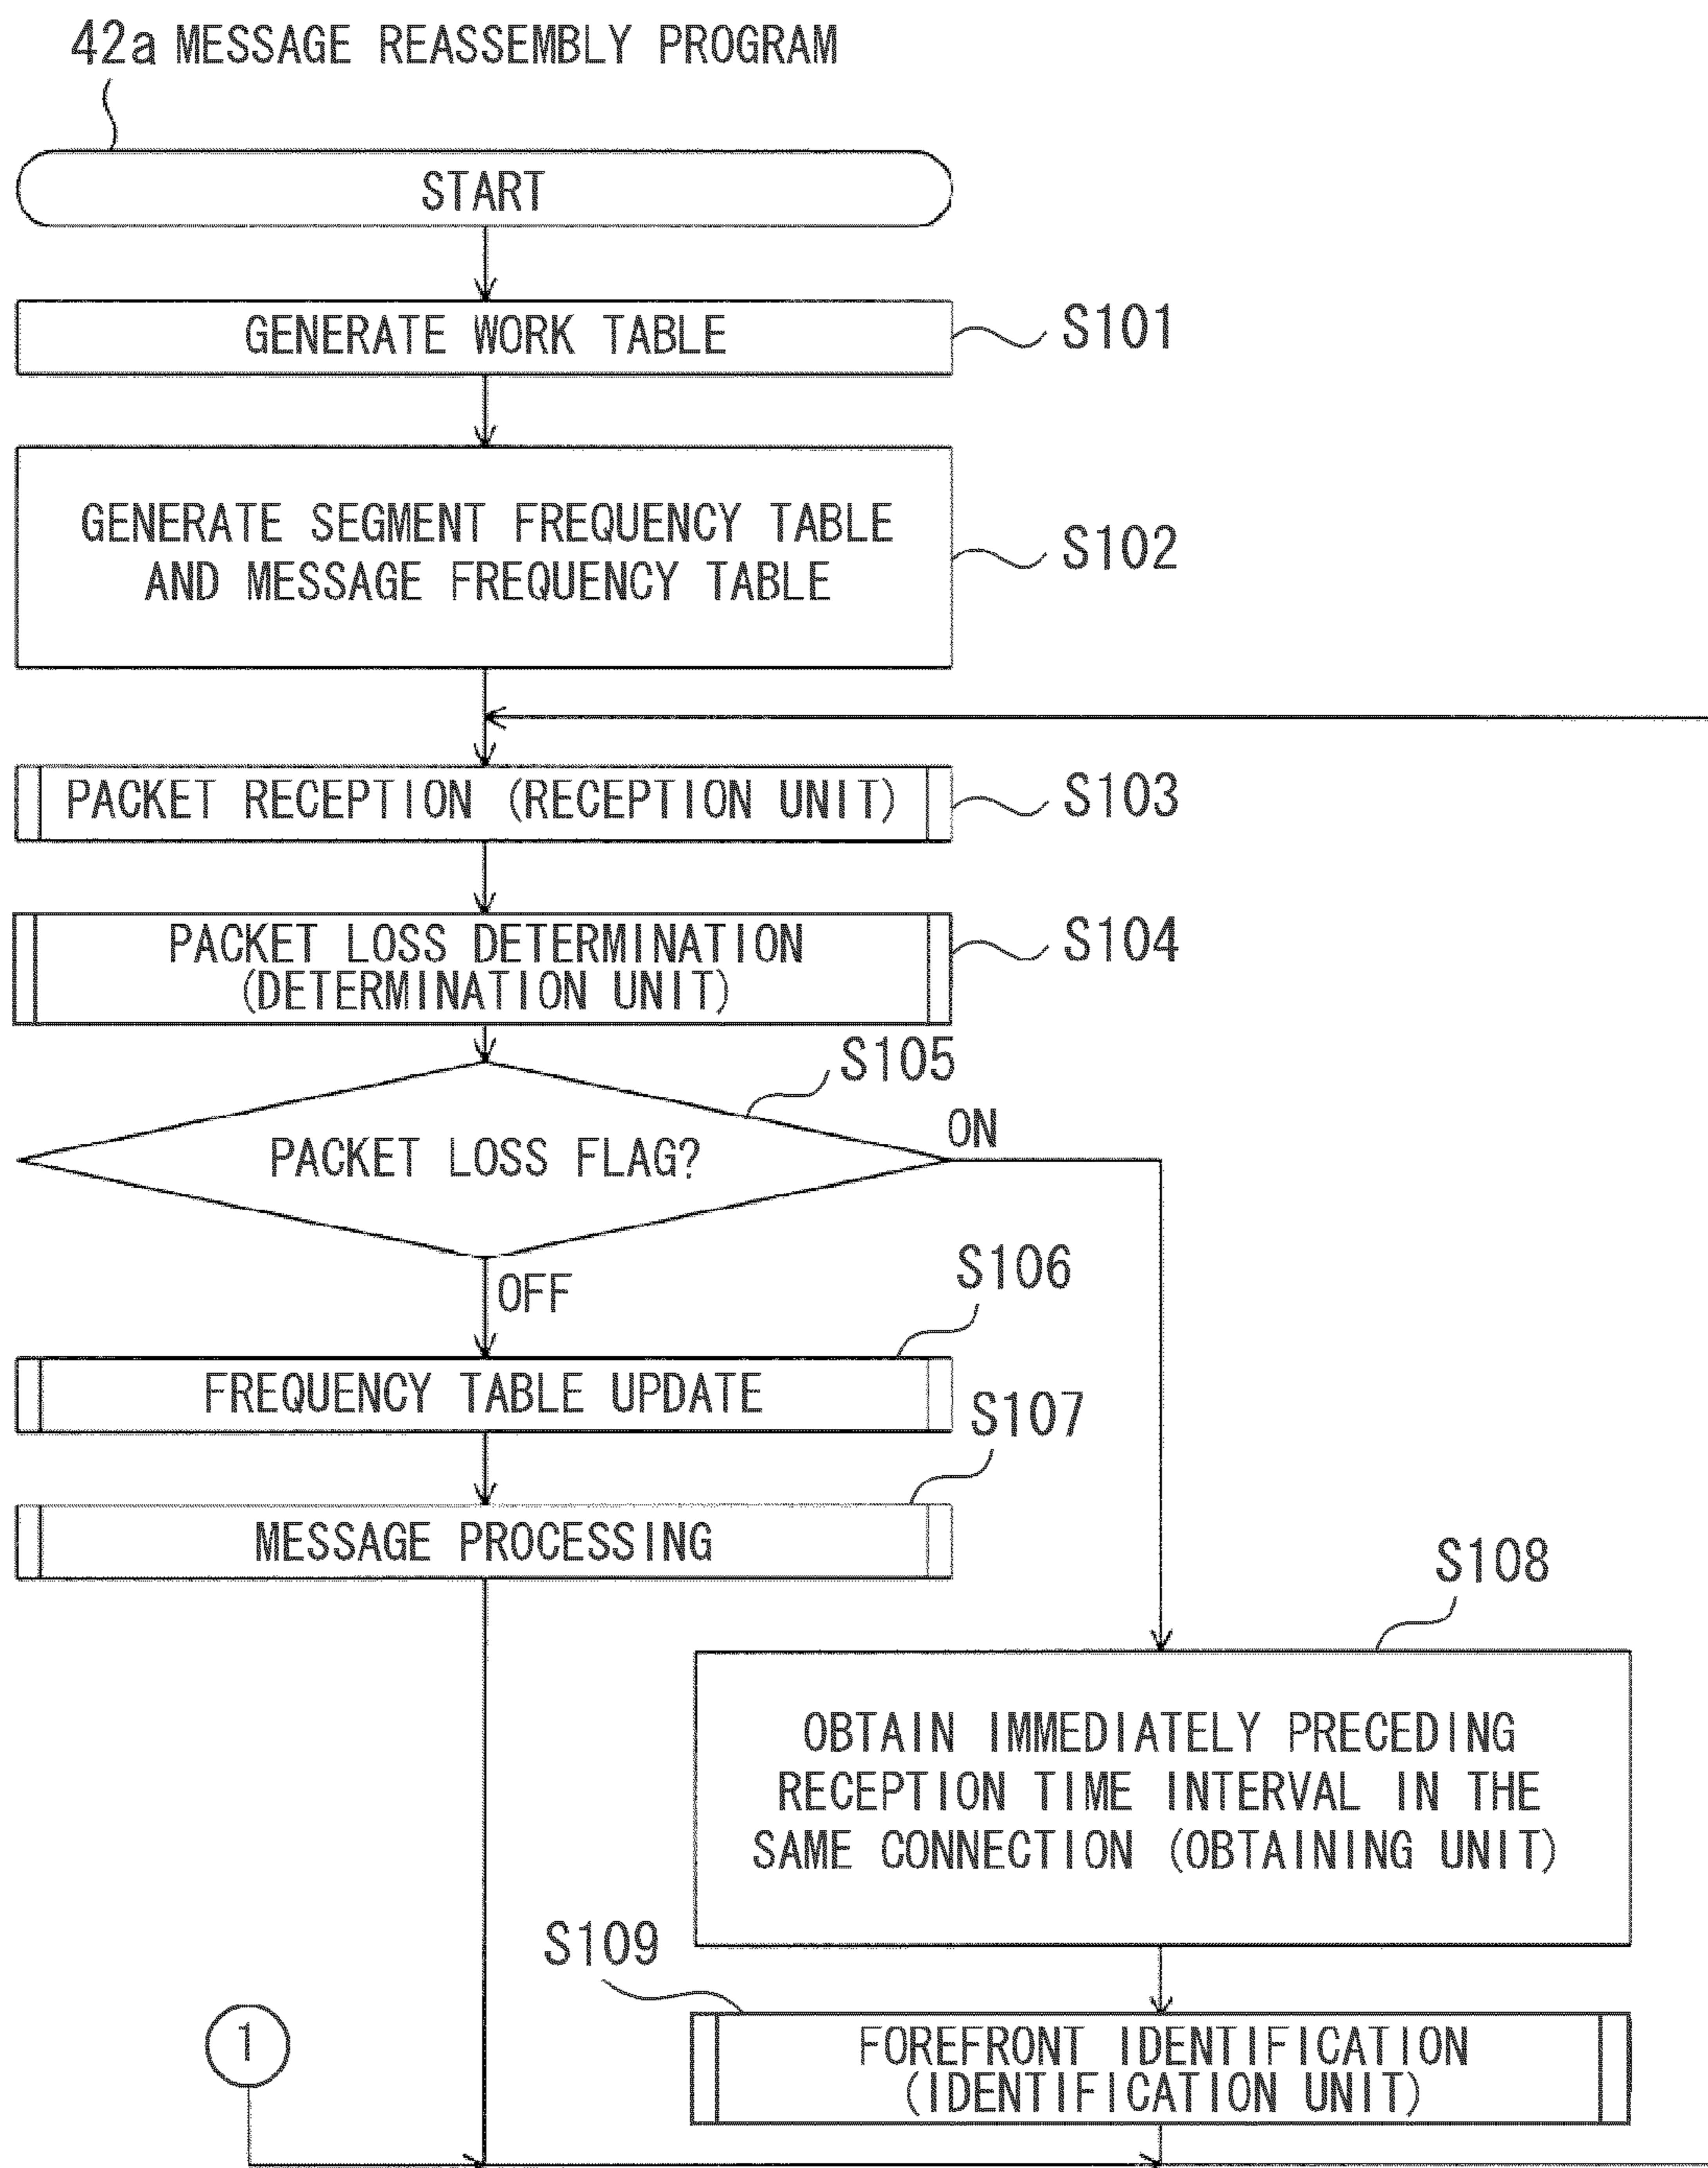 42a MESSAGE REASSEMBLY PROGRAM
START
GENERATE WORK TABLE
S101
GENERATE SEGMENT FREQUENCY TABLE
AND MESSAGE FREQUENCY TABLE
S102
PACKET RECEPTION (RECEPTION UNIT)
S103
PACKET LOSS DETERMINATION
(DETERMINATION UNIT)
S104
S105
PACKET LOSS FLAG?
ON
OFF
S106
FREQUENCY TABLE UPDATE
S107
MESSAGE PROCESSING
S108
OBTAIN IMMEDIATELY PRECEDING
RECEPTION TIME INTERVAL IN THE
SAME CONNECTION (OBTAINING UNIT)
S109
FOREFRONT IDENTIFICATION
(IDENTIFICATION UNIT)
1